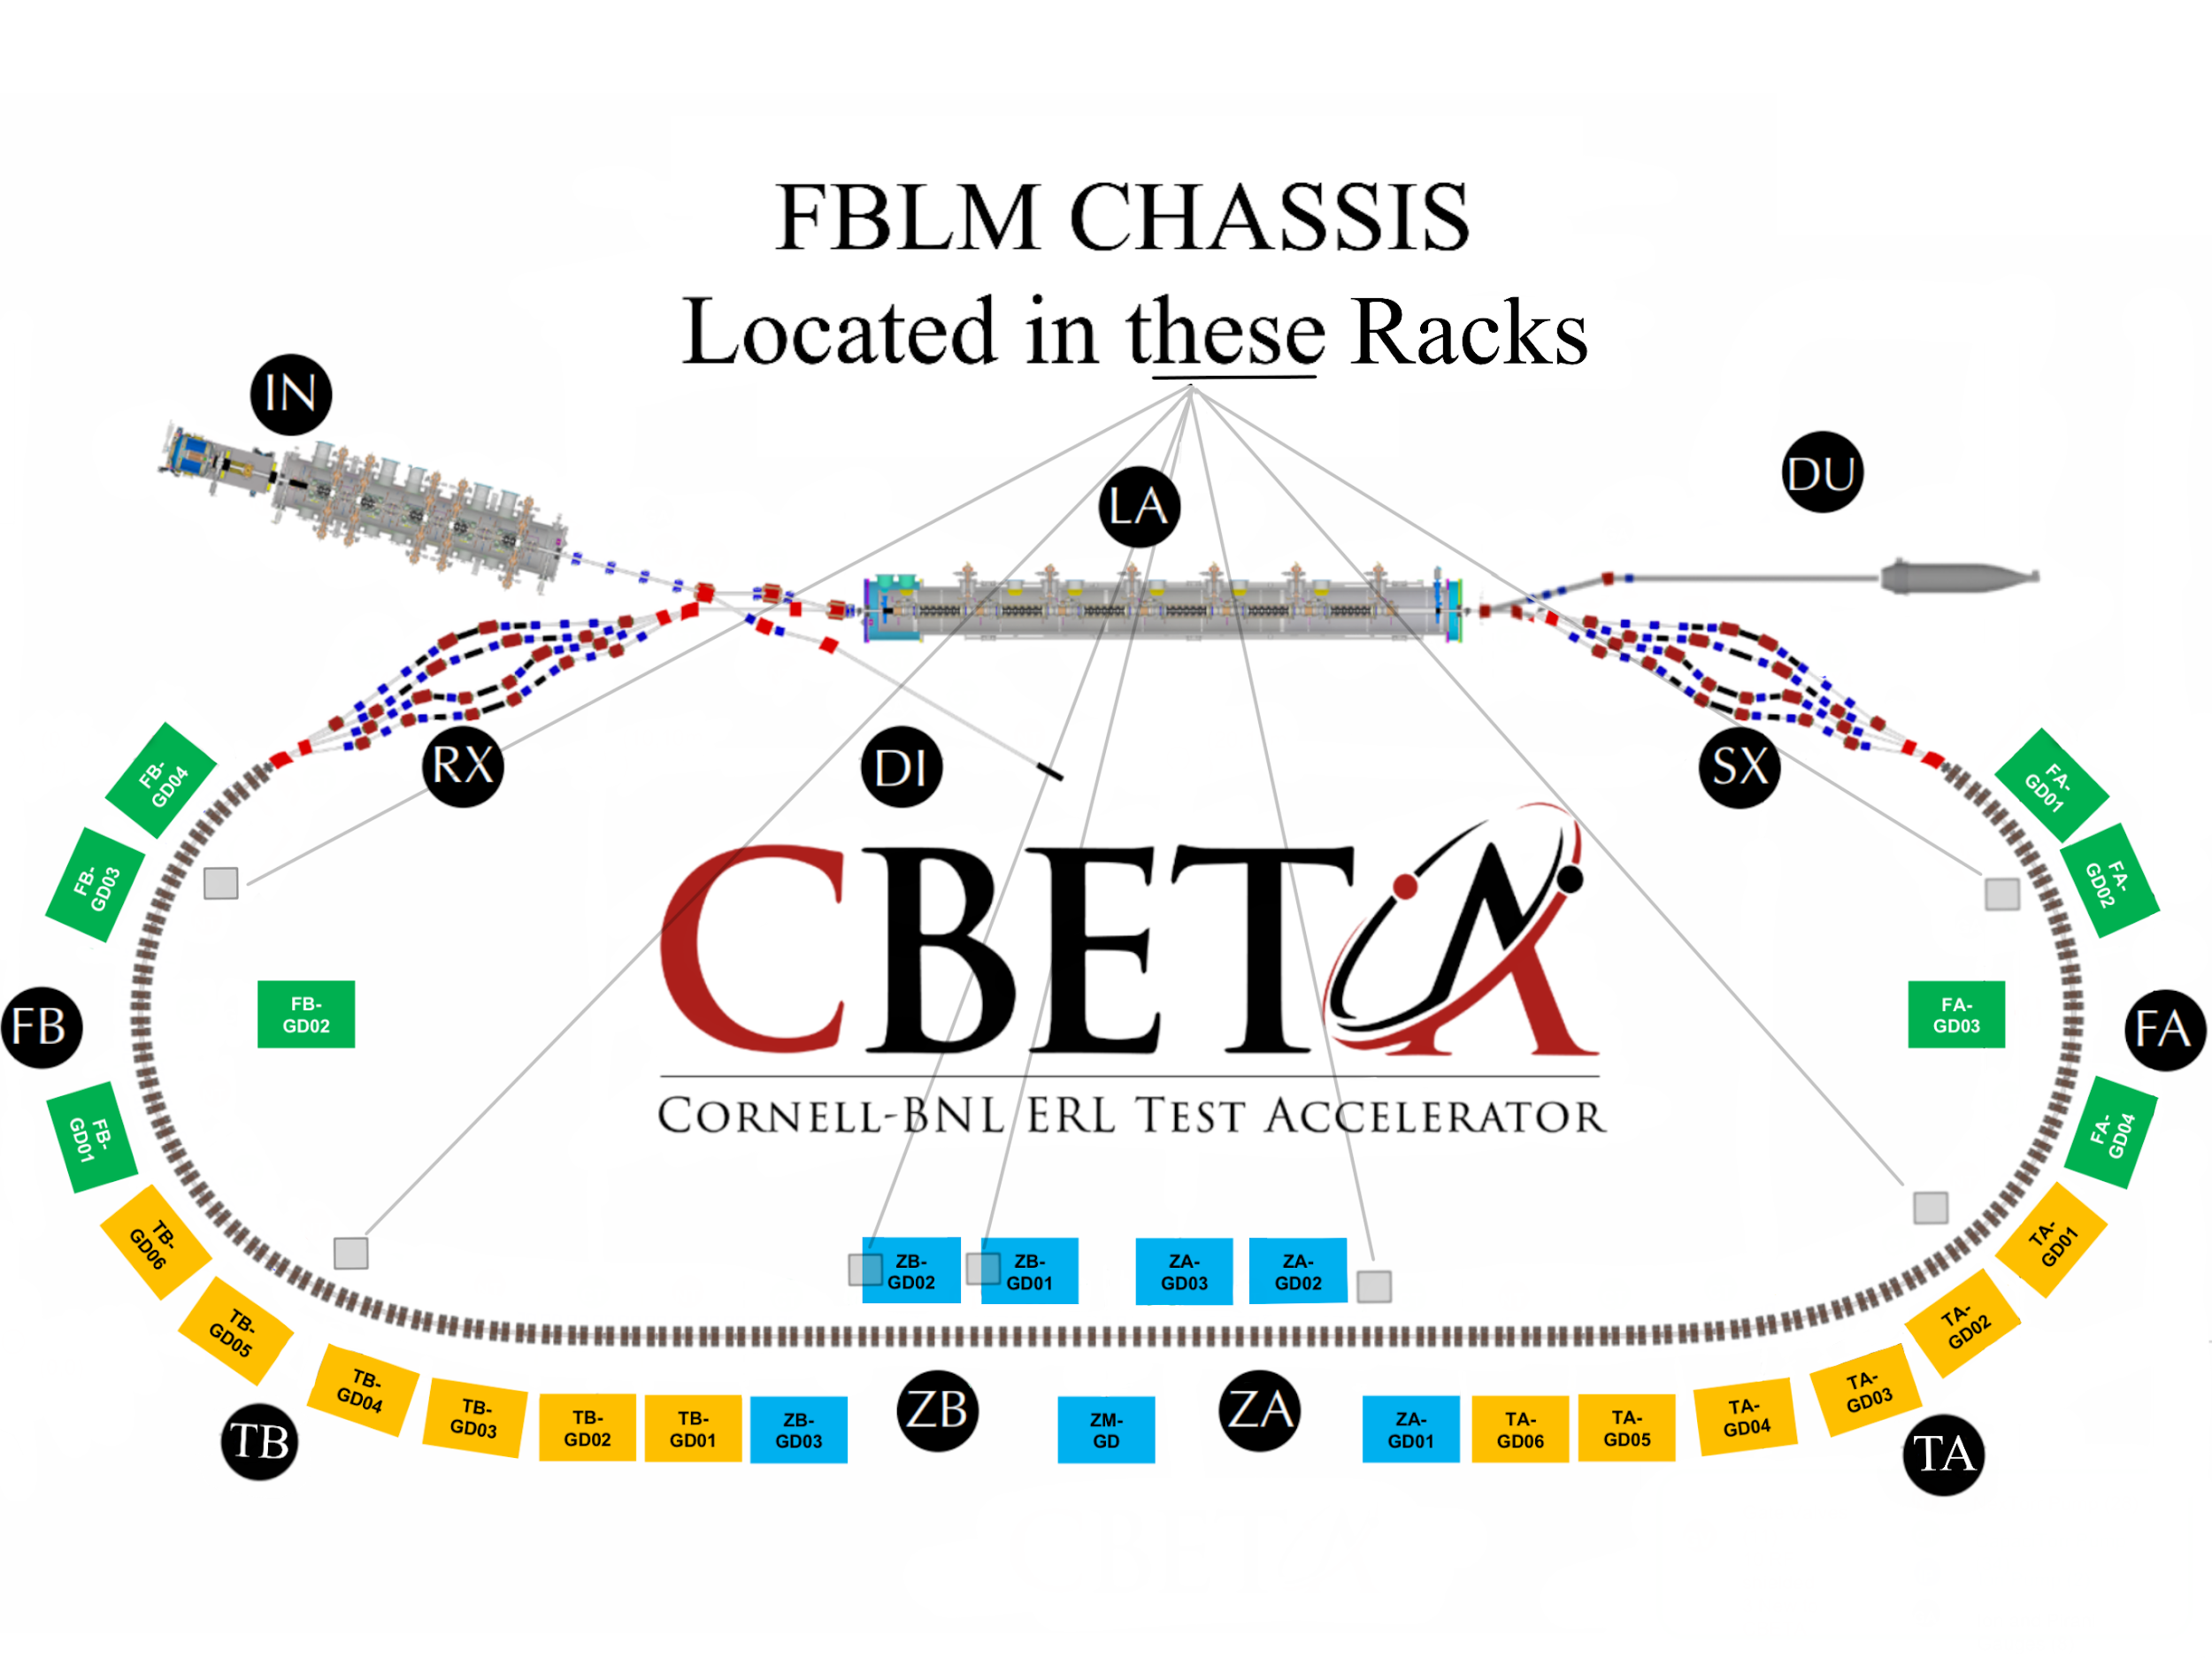 FBLM CHASSIS
Located in these Racks
IN
LA
DU
RX
DI
SX
FB-
GD04
FA-
GD01
FB-
GD03
FA-
GD02
CBETA
CORNELL-BNL ERL TEST ACCELERATOR
FB-
GD02
FA-
GD03
FB
FA
FB-
GD01
FA-
GD04
TB-
GD06
TA-
GD01
ZB-
GD02
ZB-
GD01
ZA-
GD03
ZA-
GD02
TB-
GD05
TA-
GD02
TB-
GD04
TA-
GD03
TB-
GD03
TB-
GD02
TB-
GD01
ZB-
GD03
ZB
ZM-
GD
ZA
ZA-
GD01
TA-
GD06
TA-
GD05
TA-
GD04
TB
TA